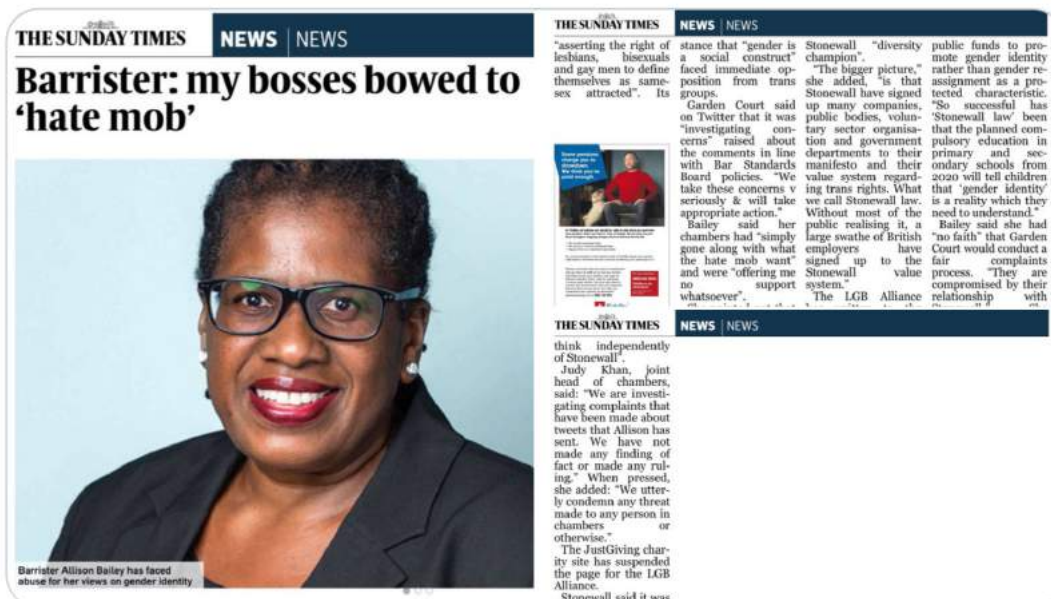 THE SUNDAY TIMES
NEWS | NEWS
Barrister: my bosses bowed to
‘hate mob’
Barrister Allison Bailey has faced
abuse for her views on gender identity
THE SUNDAY TIMES
NEWS | NEWS
“asserting the right of
lesbians, bisexuals
and gay men to define
themselves as same-
sex attracted”. Its
stance that “gender is
a social construct”
faced immediate op-
position from trans
groups.
Garden Court said
on Twitter that it was
“investigating con-
cerns” raised about
the comments in line
with Bar Standards
Board policies. “We
take these concerns v
seriously & will take
appropriate action.”
Bailey said her
chambers had “simply
gone along with what
the hate mob want”
and were “offering me
no support
whatsoever”.
Stonewall “diversity
champion”.
“The bigger picture,”
she added, “is that
Stonewall have signed
up many companies,
public bodies, volun-
tary sector organisa-
tion and government
departments to their
manifesto and their
value system regard-
ing trans rights. What
we call Stonewall law.
Without most of the
public realising it, a
large swathe of British
employers have
signed up to the
Stonewall value
system.”
The LGB Alliance
public funds to pro-
mote gender identity
rather than gender re-
assignment as a pro-
tected characteristic.
“So successful has
‘Stonewall law’ been
that the planned com-
pulsory education in
primary and sec-
ondary schools from
2020 will tell children
that ‘gender identity’
is a reality which they
need to understand.”
Bailey said she had
“no faith” that Garden
Court would conduct a
fair complaints
process. “They are
compromised by their
relationship with
THE SUNDAY TIMES
NEWS | NEWS
think independently
of Stonewall”.
Judy Khan, joint
head of chambers,
said: “We are investi-
gating complaints that
have been made about
tweets that Allison has
sent. We have not
made any finding of
fact or made any rul-
ing.” When pressed,
she added: “We utter-
ly condemn any threat
made to any person in
chambers or
otherwise.”
The JustGiving char-
ity site has suspended
the page for the LGB
Alliance.
Stonewall said it was